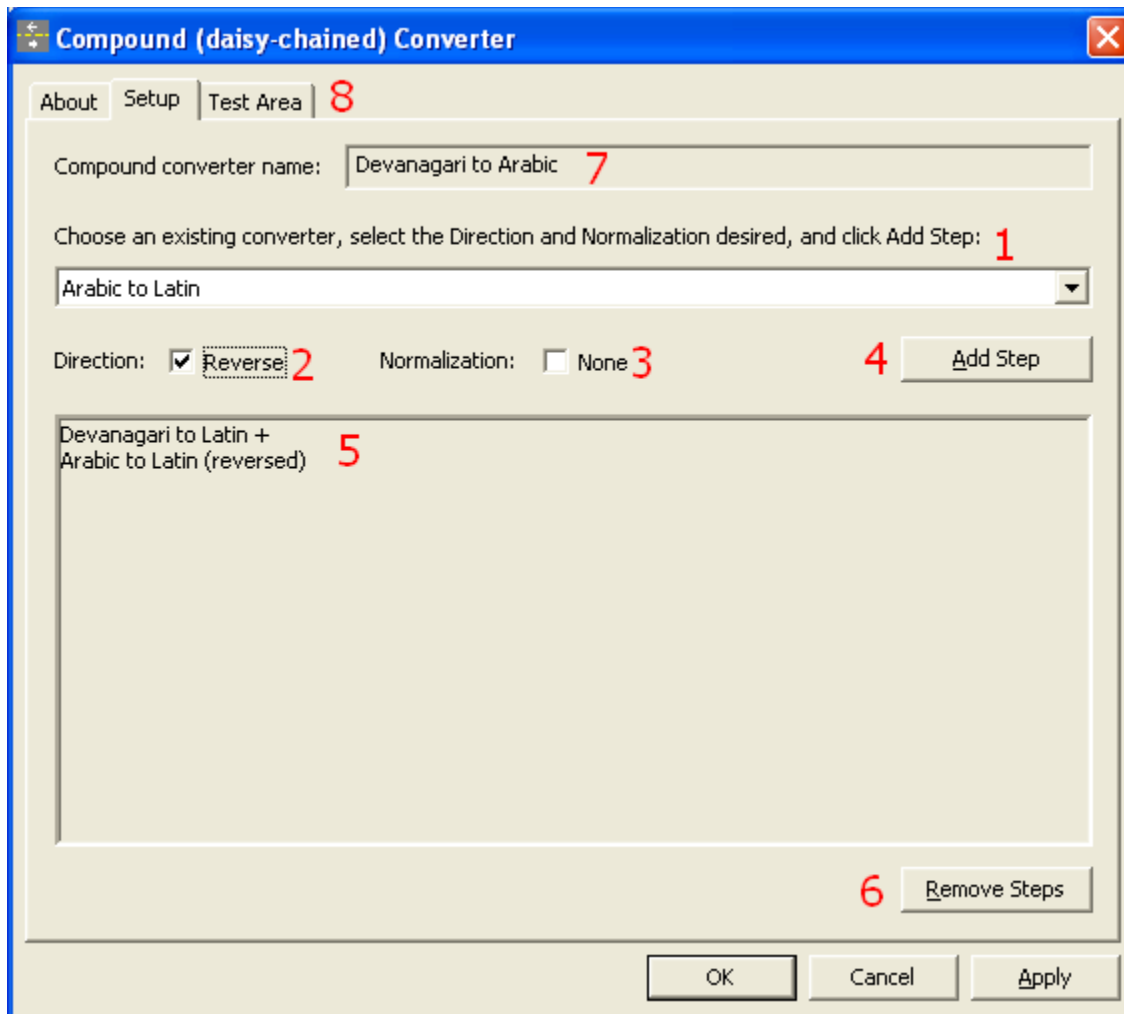 Compound (daisy-chained) Converter
About Setup Test Area 8
Compound converter name: Devanagari to Arabic 7
Choose an existing converter, select the Direction and Normalization desired, and click Add Step: 1
Arabic to Latin
Direction: Reverse 2 Normalization: None 3 4 Add Step
Devanagari to Latin +
Arabic to Latin (reversed) 5
6 Remove Steps
OK Cancel Apply